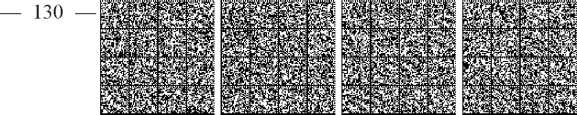 — 130 —